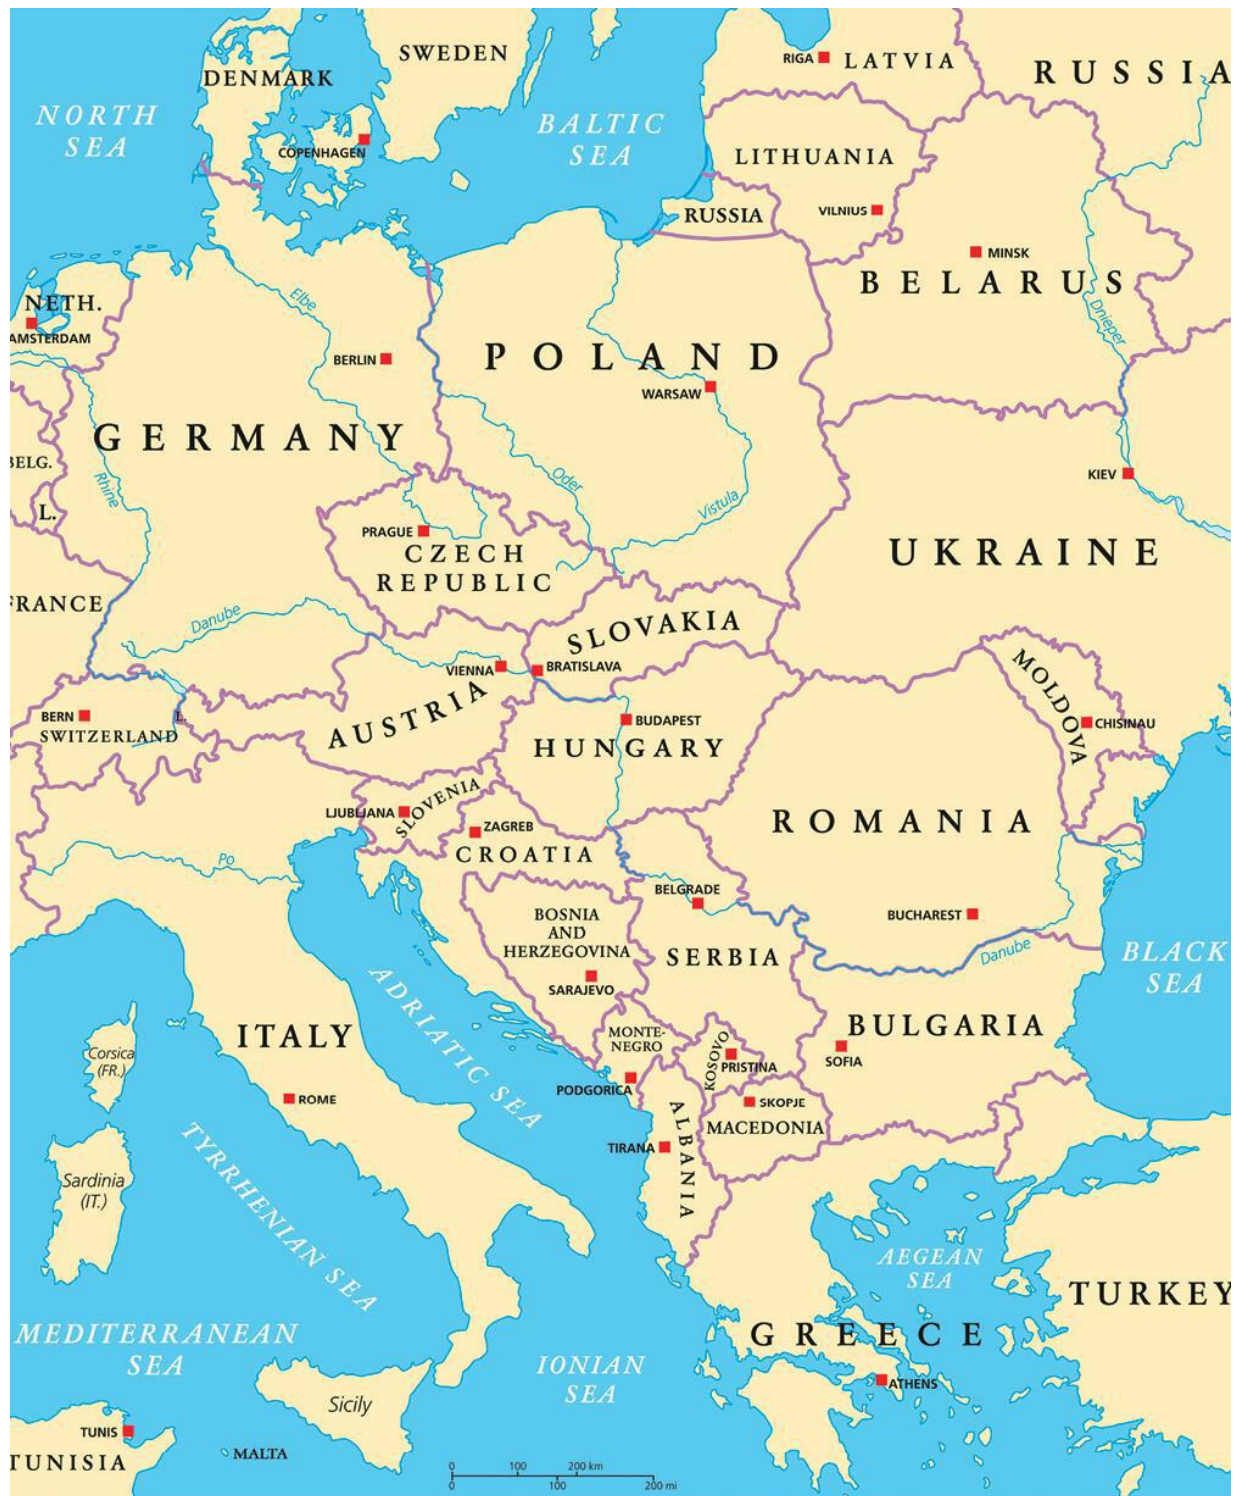 SWEDEN
DENMARK
RIGA
LATVIA
RUSSIA
NORTH
SEA
BALTIC
SEA
COPENHAGEN
LITHUANIA
RUSSIA
VILNIUS
MINSK
BELARUS
NETH.
AMSTERDAM
Elbe
Dnieper
BERLIN
POLAND
WARSAW
GERMANY
BELG.
Rhine
L.
Oder
Vistula
KIEV
PRAGUE
CZECH
REPUBLIC
UKRAINE
FRANCE
Danube
SLOVAKIA
VIENNA
BRATISLAVA
MOLDOVA
BERN
SWITZERLAND
L.
AUSTRIA
BUDAPEST
HUNGARY
CHISINAU
LJUBLJANA
SLOVENIA
ZAGREB
CROATIA
ROMANIA
Po
BELGRADE
BUCHAREST
BOSNIA
AND
HERZEGOVINA
SERBIA
Danube
BLACK
SEA
SARAJEVO
ADRIATIC SEA
ITALY
MONTE-
NEGRO
KOSOVO
PRISTINA
BULGARIA
SOFIA
Corsica
(FR.)
ROME
PODGORICA
SKOPJE
MACEDONIA
TIRANA
ALBANIA
Sardinia
(IT.)
TYRRHENIAN SEA
AEGEAN
SEA
TURKEY
GREECE
MEDITERRANEAN
SEA
IONIAN
SEA
ATHENS
Sicily
TUNIS
TUNISIA
MALTA
0 100 200 km
0 100 200 mi